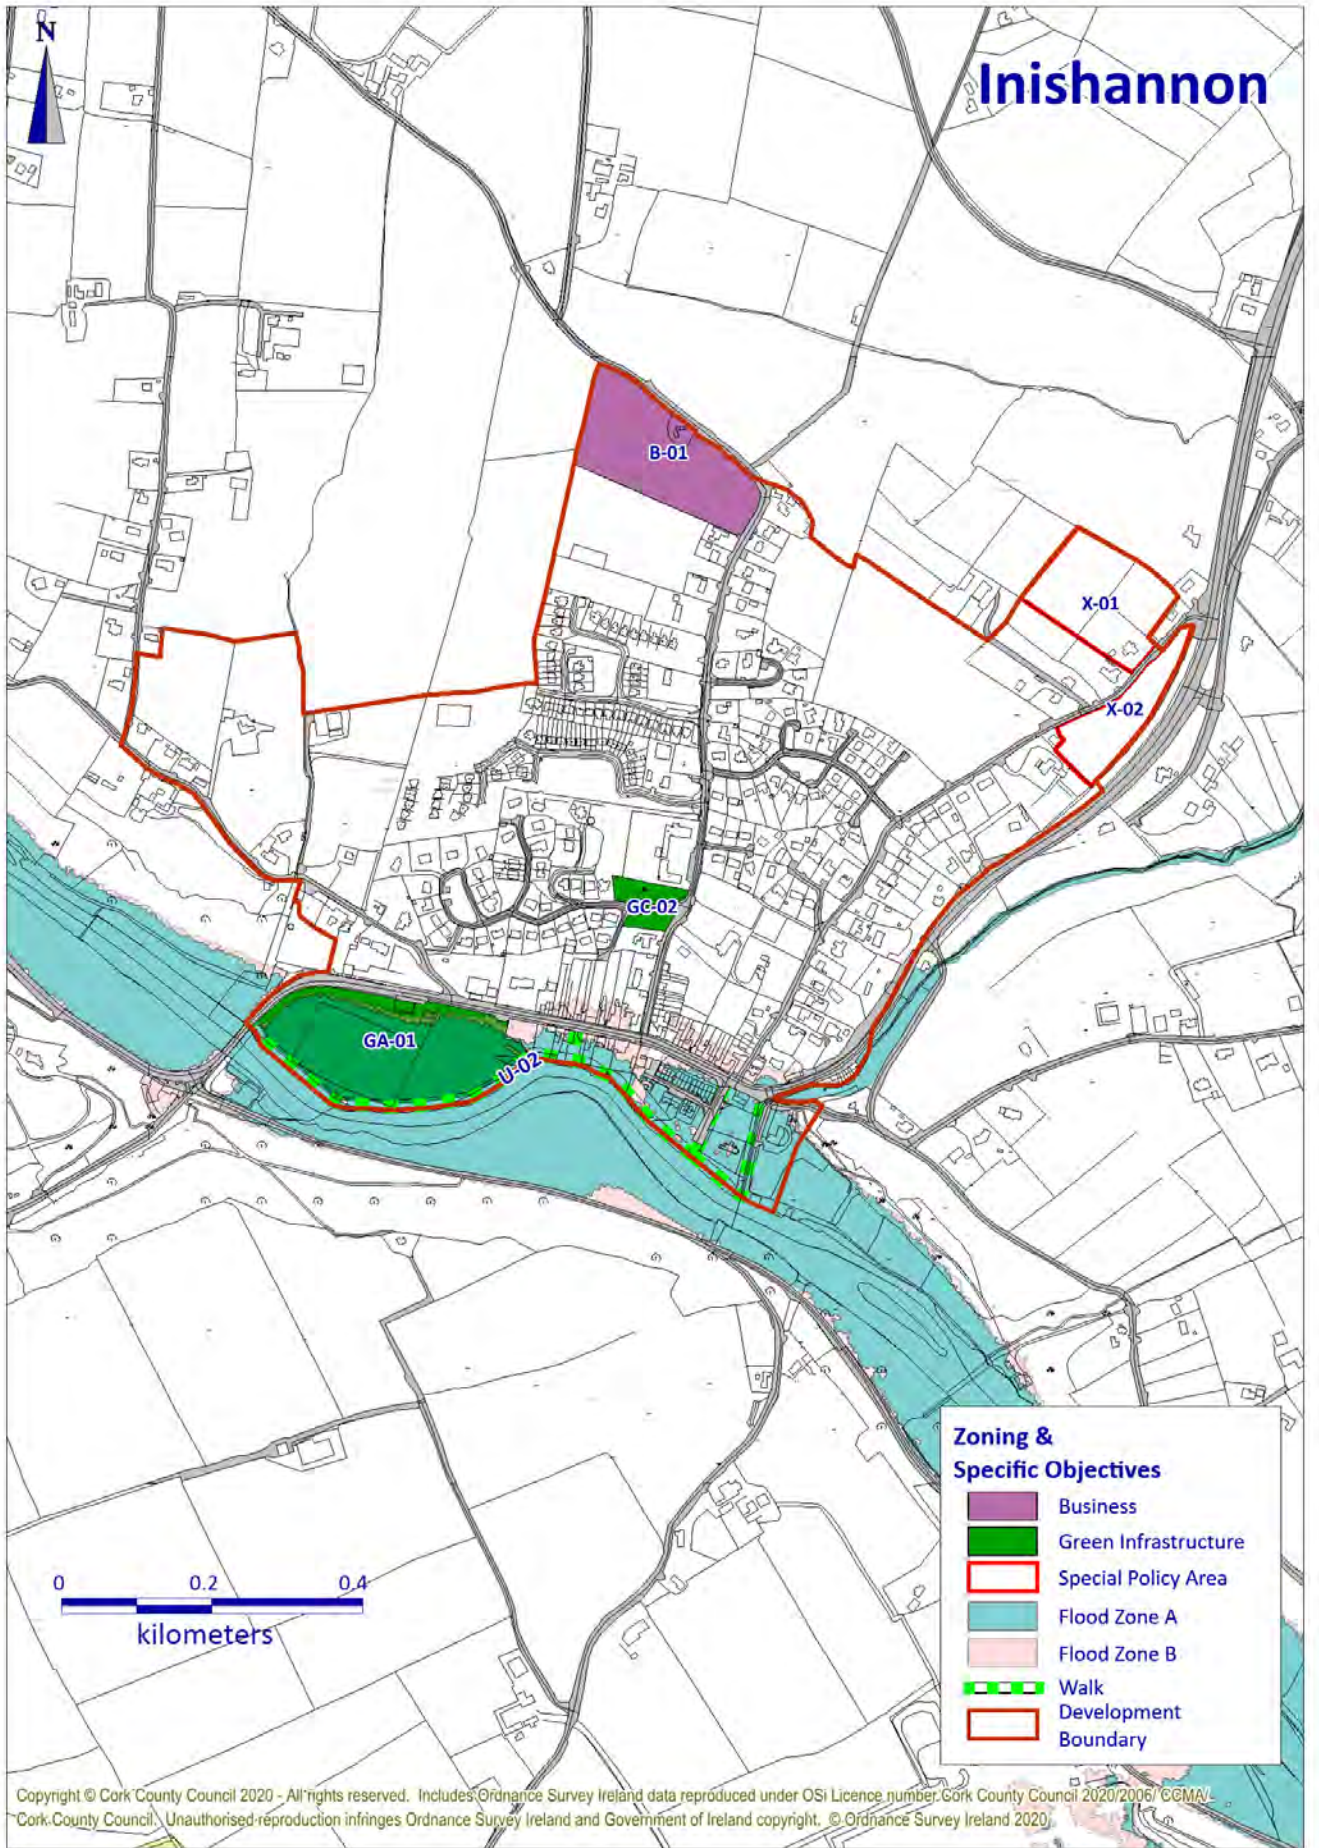 N
Inishannon
B-01
X-01
X-02
GC-02
GA-01
U-02
Zoning &
Specific Objectives
Business
Green Infrastructure
Special Policy Area
Flood Zone A
Flood Zone B
Walk
Development
Boundary
0 0.2 0.4
kilometers
Copyright © Cork County Council 2020 - All rights reserved. Includes Ordnance Survey Ireland data reproduced under OSi Licence number Cork County Council 2020/2006/ CCMA/
Cork County Council. Unauthorised reproduction infringes Ordnance Survey Ireland and Government of Ireland copyright. © Ordnance Survey Ireland 2020